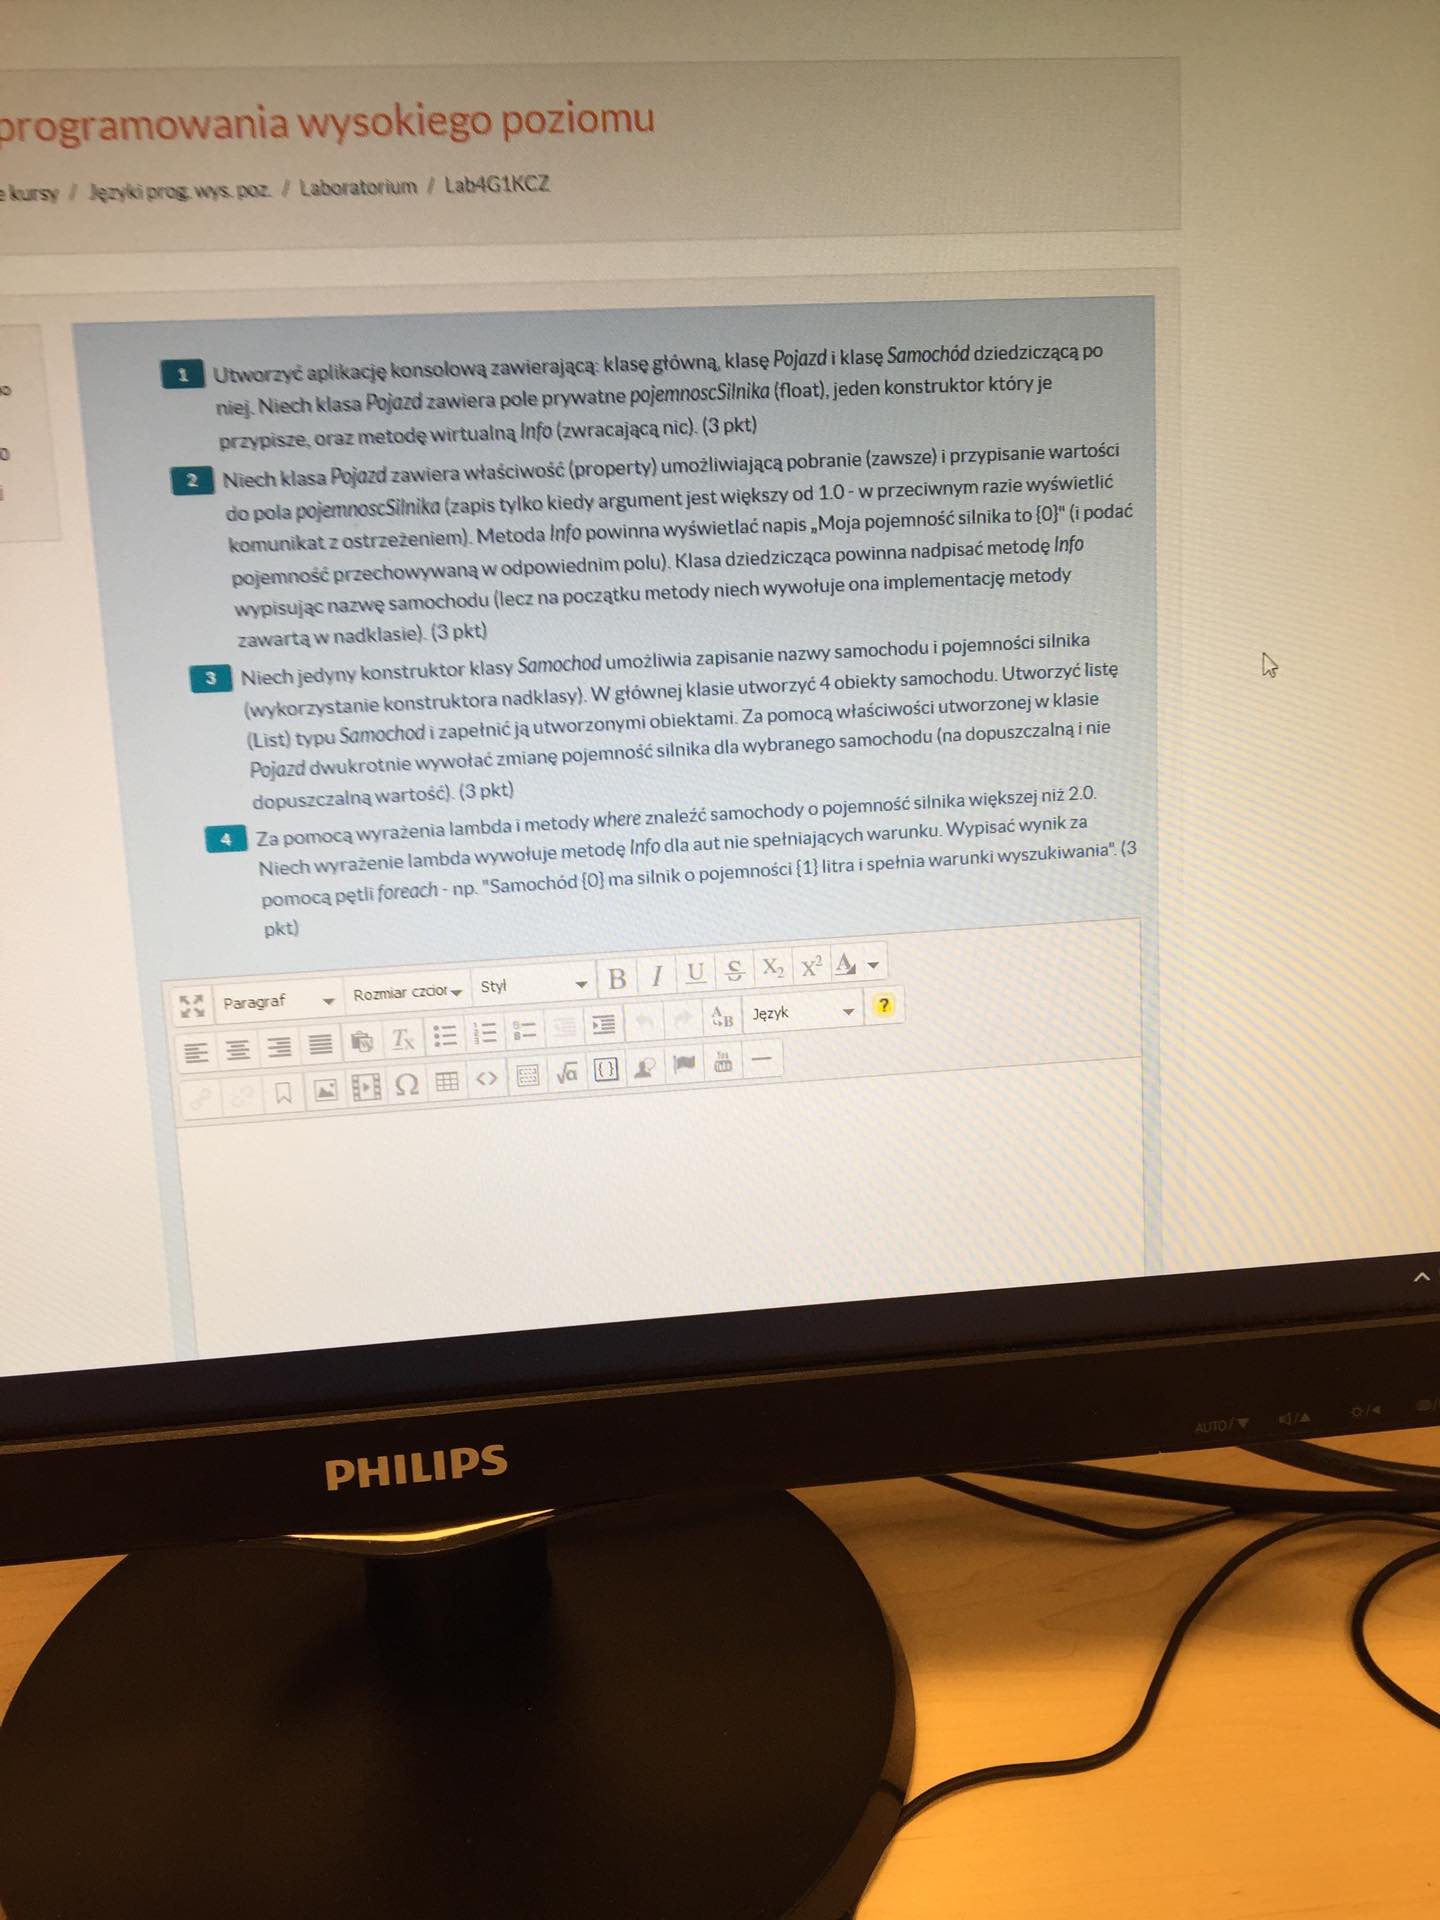 programowania wysokiego poziomu
kursy / Języki prog. wys. poz. / Laboratorium / Lab4G1KCZ
1 Utworzyć aplikację konsolową zawierającą: klasę główną, klasę Pojazd i klasę Samochód dziedziczącą po
niej. Niech klasa Pojazd zawiera pole prywatne pojemnoscSilnika (float), jeden konstruktor który je
przypisze, oraz metodę wirtualną Info (zwracającą nic). (3 pkt)
2 Niech klasa Pojazd zawiera właściwość (property) umożliwiającą pobranie (zawsze) i przypisanie wartości
do pola pojemnoscSilnika (zapis tylko kiedy argument jest większy od 1.0 - w przeciwnym razie wyświetlić
komunikat z ostrzeżeniem). Metoda Info powinna wyświetlać napis „Moja pojemność silnika to {0}" (i podać
pojemność przechowywaną w odpowiednim polu). Klasa dziedzicząca powinna nadpisać metodę Info
wypisując nazwę samochodu (lecz na początku metody niech wywołuje ona implementację metody
zawartą w nadklasie). (3 pkt)
3 Niech jedyny konstruktor klasy Samochod umożliwia zapisanie nazwy samochodu i pojemności silnika
(wykorzystanie konstruktora nadklasy). W głównej klasie utworzyć 4 obiekty samochodu. Utworzyć listę
(List) typu Samochod i zapełnić ją utworzonymi obiektami. Za pomocą właściwości utworzonej w klasie
Pojazd dwukrotnie wywołać zmianę pojemność silnika dla wybranego samochodu (na dopuszczalną i nie
dopuszczalną wartość). (3 pkt)
4 Za pomocą wyrażenia lambda i metody where znaleźć samochody o pojemność silnika większej niż 2.0.
Niech wyrażenie lambda wywołuje metodę Info dla aut nie spełniających warunku. Wypisać wynik za
pomocą pętli foreach - np. "Samochód {0} ma silnik o pojemności {1} litra i spełnia warunki wyszukiwania". (3
pkt)
Paragraf Rozmiar czcior Styl B I U S X₂ X² A
Tx Język ?
PHILIPS
AUTO/▼